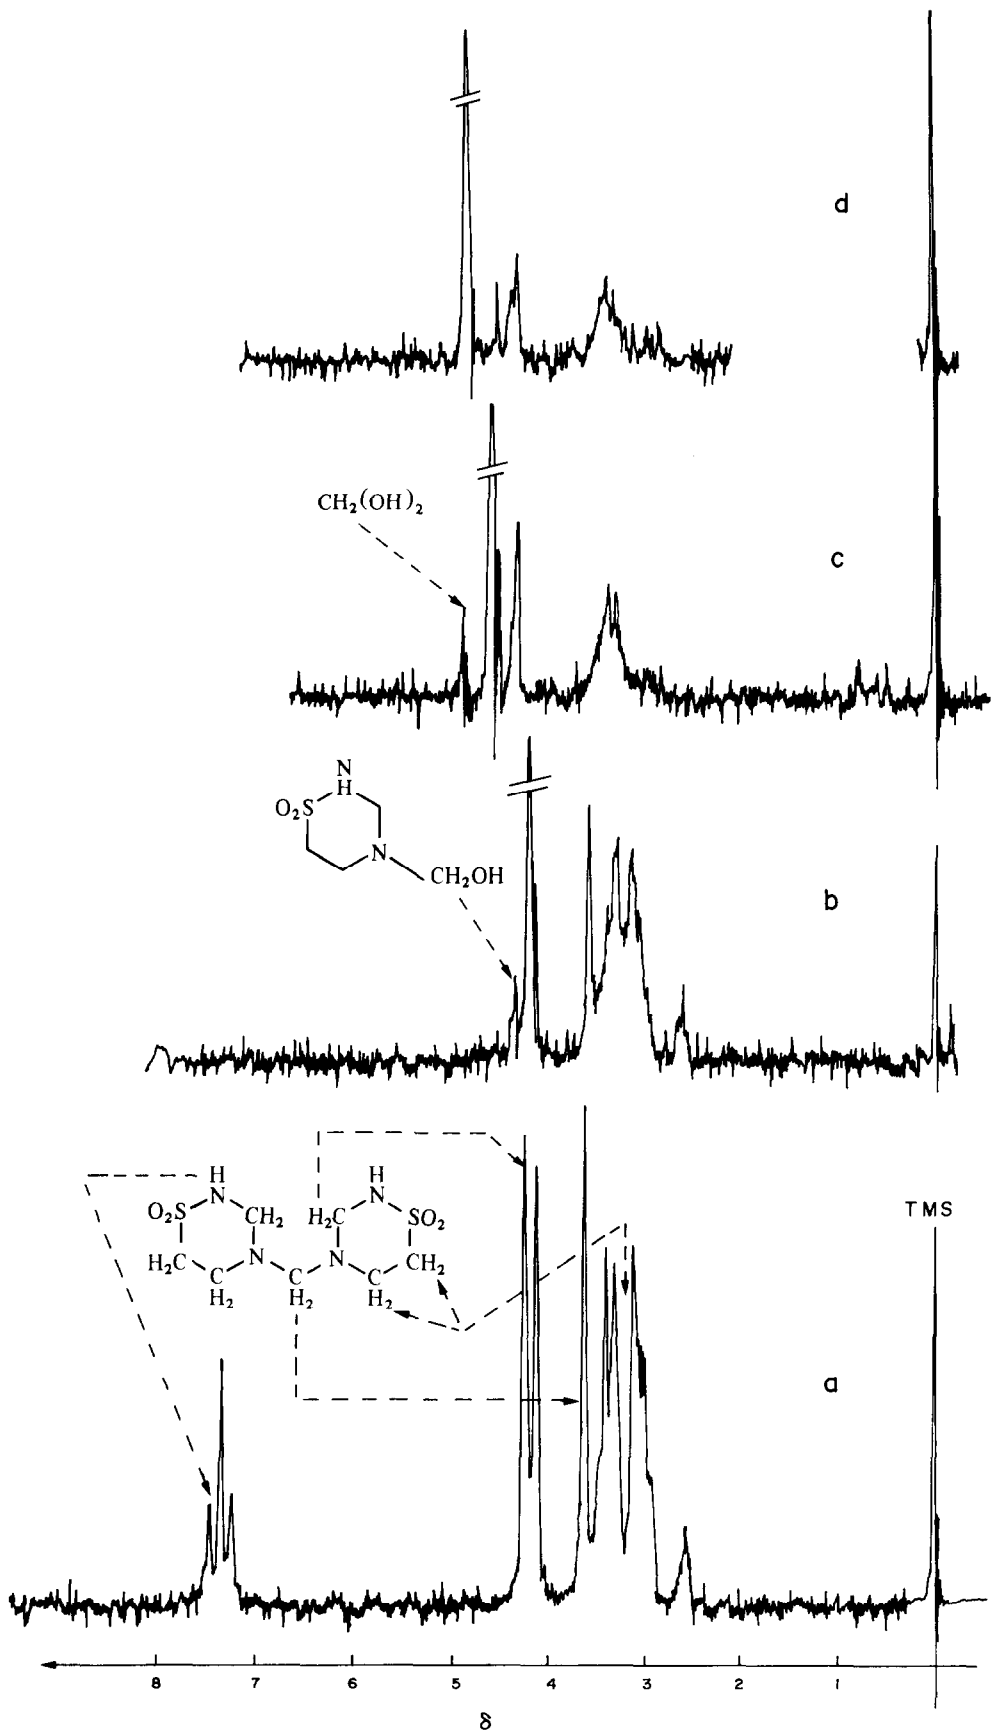 d
CH₂(OH)₂
c
N
H
O₂S
N
CH₂OH
b
TMS
H
N
O₂S
CH₂
H₂C
N
C
H₂
C
H₂
H
N
H₂C
SO₂
N
CH₂
C
H₂
a
8 7 6 5 4 3 2 1
δ